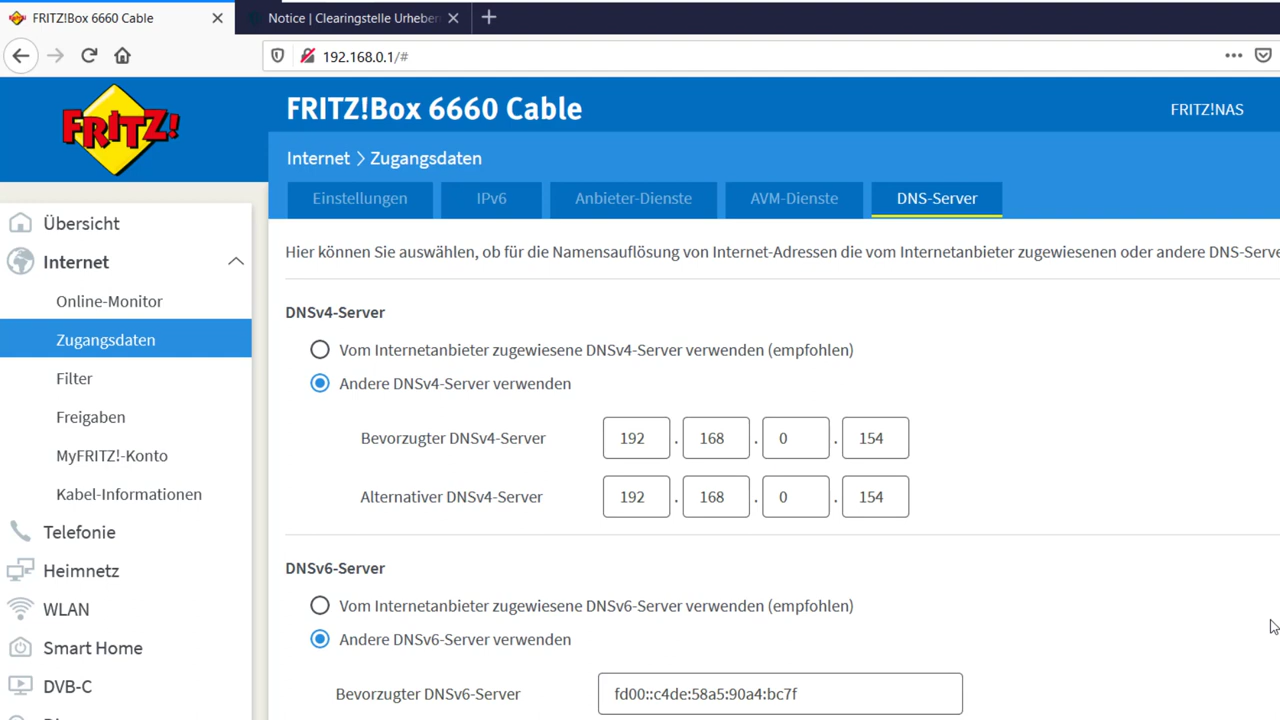 FRITZ!Box 6660 Cable
Notice | Clearingstelle Urheber
192.168.0.1/#
FRITZ!
FRITZ!Box 6660 Cable
FRITZ!NAS
Internet > Zugangsdaten
Einstellungen
IPv6
Anbieter-Dienste
AVM-Dienste
DNS-Server
Übersicht
Internet
Online-Monitor
Zugangsdaten
Filter
Freigaben
MyFRITZ!-Konto
Kabel-Informationen
Telefonie
Heimnetz
WLAN
Smart Home
DVB-C
Hier können Sie auswählen, ob für die Namensauflösung von Internet-Adressen die vom Internetanbieter zugewiesenen oder andere DNS-Serve
DNSv4-Server
Vom Internetanbieter zugewiesene DNSv4-Server verwenden (empfohlen)
Andere DNSv4-Server verwenden
Bevorzugter DNSv4-Server 192 . 168 . 0 . 154
Alternativer DNSv4-Server 192 . 168 . 0 . 154
DNSv6-Server
Vom Internetanbieter zugewiesene DNSv6-Server verwenden (empfohlen)
Andere DNSv6-Server verwenden
Bevorzugter DNSv6-Server fd00::c4de:58a5:90a4:bc7f